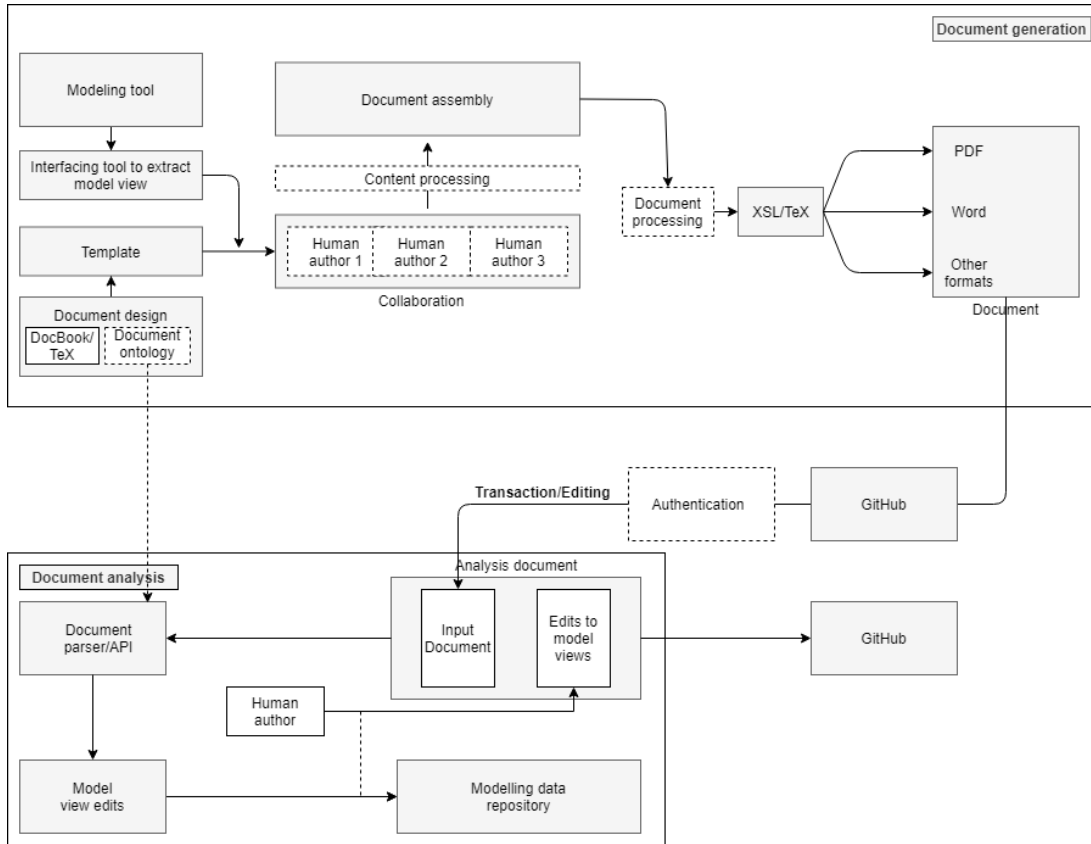 Document generation
Modeling tool
Document assembly
Interfacing tool to extract
model view
Content processing
PDF
Document
processing
XSL/TeX
Word
Template
Human
author 1
Human
author 2
Human
author 3
Other
formats
Collaboration
Document
Document design
DocBook/
TeX
Document
ontology
Transaction/Editing
Authentication
GitHub
Document analysis
Analysis document
Document
parser/API
Input
Document
Edits to
model
views
GitHub
Human
author
Model
view edits
Modelling data
repository